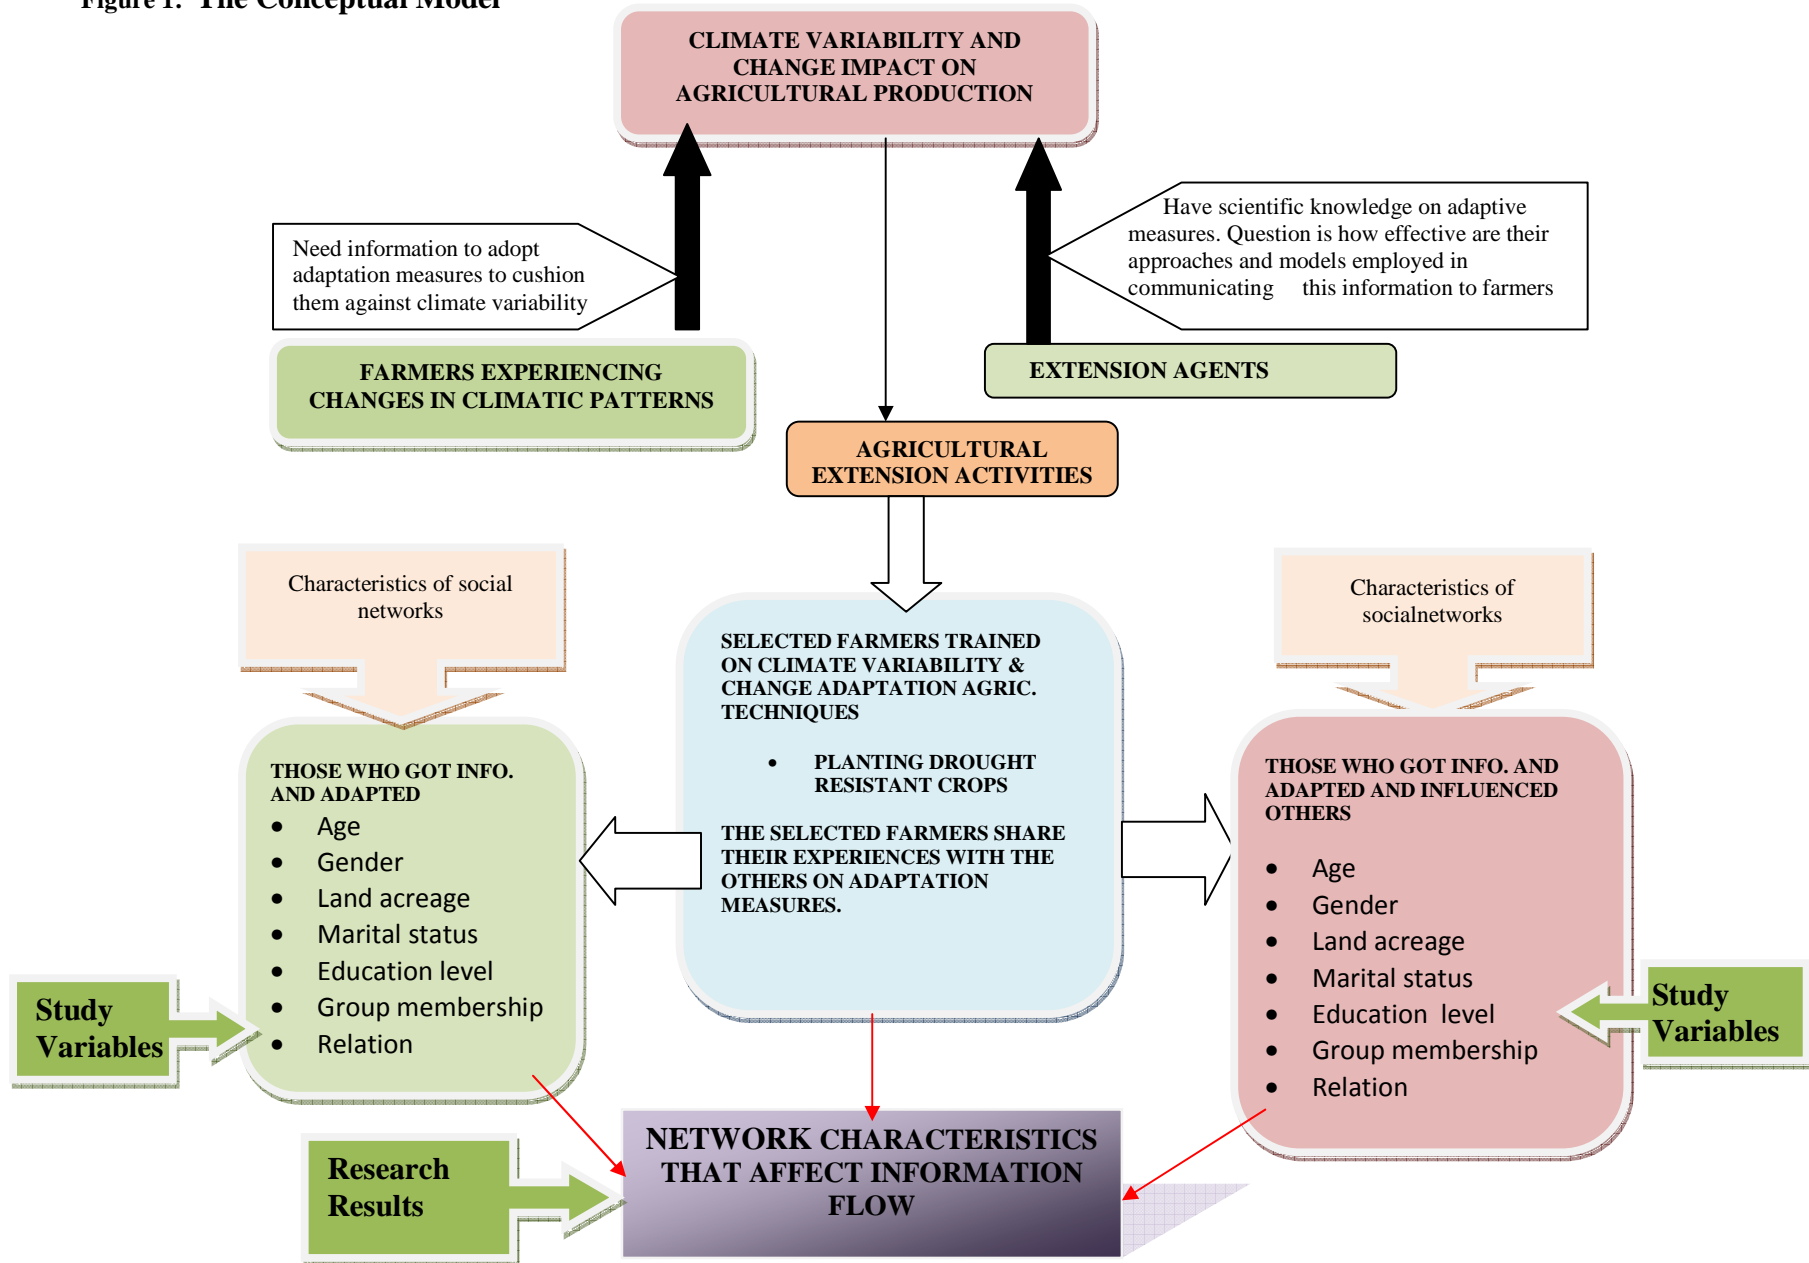 Figure 1: The Conceptual Model
CLIMATE VARIABILITY AND
CHANGE IMPACT ON
AGRICULTURAL PRODUCTION
Need information to adopt
adaptation measures to cushion
them against climate variability
Have scientific knowledge on adaptive
measures. Question is how effective are their
approaches and models employed in
communicating this information to farmers
FARMERS EXPERIENCING
CHANGES IN CLIMATIC PATTERNS
EXTENSION AGENTS
AGRICULTURAL
EXTENSION ACTIVITIES
Characteristics of social
networks
Characteristics of
socialnetworks
SELECTED FARMERS TRAINED
ON CLIMATE VARIABILITY &
CHANGE ADAPTATION AGRIC.
TECHNIQUES
• PLANTING DROUGHT
RESISTANT CROPS
THE SELECTED FARMERS SHARE
THEIR EXPERIENCES WITH THE
OTHERS ON ADAPTATION
MEASURES.
THOSE WHO GOT INFO.
AND ADAPTED
• Age
• Gender
• Land acreage
• Marital status
• Education level
• Group membership
• Relation
THOSE WHO GOT INFO. AND
ADAPTED AND INFLUENCED
OTHERS
• Age
• Gender
• Land acreage
• Marital status
• Education level
• Group membership
• Relation
Study
Variables
Study
Variables
Research
Results
NETWORK CHARACTERISTICS
THAT AFFECT INFORMATION
FLOW